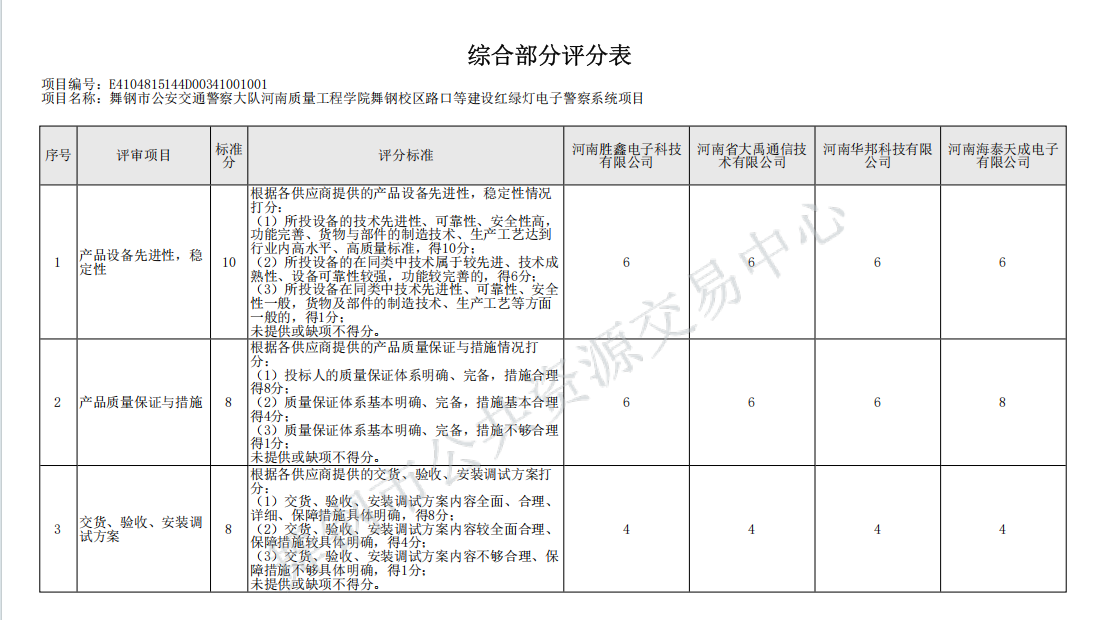 综合部分评分表
项目编号：E4104815144D00341001001
项目名称：舞钢市公安交通警察大队河南质量工程学院舞钢校区路口等建设红绿灯电子警察系统项目
序号
评审项目
标准
分
评分标准
河南胜鑫电子科技
有限公司
河南省大禹通信技
术有限公司
河南华邦科技有限
公司
河南海泰天成电子
有限公司
1
产品设备先进性，稳
定性
10
根据各供应商提供的产品设备先进性，稳定性情况
打分：
（1）所投设备的技术先进性、可靠性、安全性高，
功能完善、货物与部件的制造技术、生产工艺达到
行业内高水平、高质量标准，得10分；
（2）所投设备的在同类中技术属于较先进、技术成
熟性、设备可靠性较强，功能较完善的，得6分；
（3）所投设备在同类中技术先进性、可靠性、安全
性一般，货物及部件的制造技术、生产工艺等方面
一般的，得1分；
未提供或缺项不得分。
6
6
6
6
2
产品质量保证与措施
8
根据各供应商提供的产品质量保证与措施情况打
分：
（1）投标人的质量保证体系明确、完备，措施合理
得8分；
（2）质量保证体系基本明确、完备，措施基本合理
得4分；
（3）质量保证体系基本明确、完备，措施不够合理
得1分；
未提供或缺项不得分。
6
6
6
8
3
交货、验收、安装调
试方案
8
根据各供应商提供的交货、验收、安装调试方案打
分：
（1）交货、验收、安装调试方案内容全面、合理、
详细、保障措施具体明确，得8分；
（2）交货、验收、安装调试方案内容较全面合理、
保障措施较具体明确，得4分；
（3）交货、验收、安装调试方案内容不够合理、保
障措施不够具体明确，得1分；
未提供或缺项不得分。
4
4
4
4
舞钢市公共资源交易中心